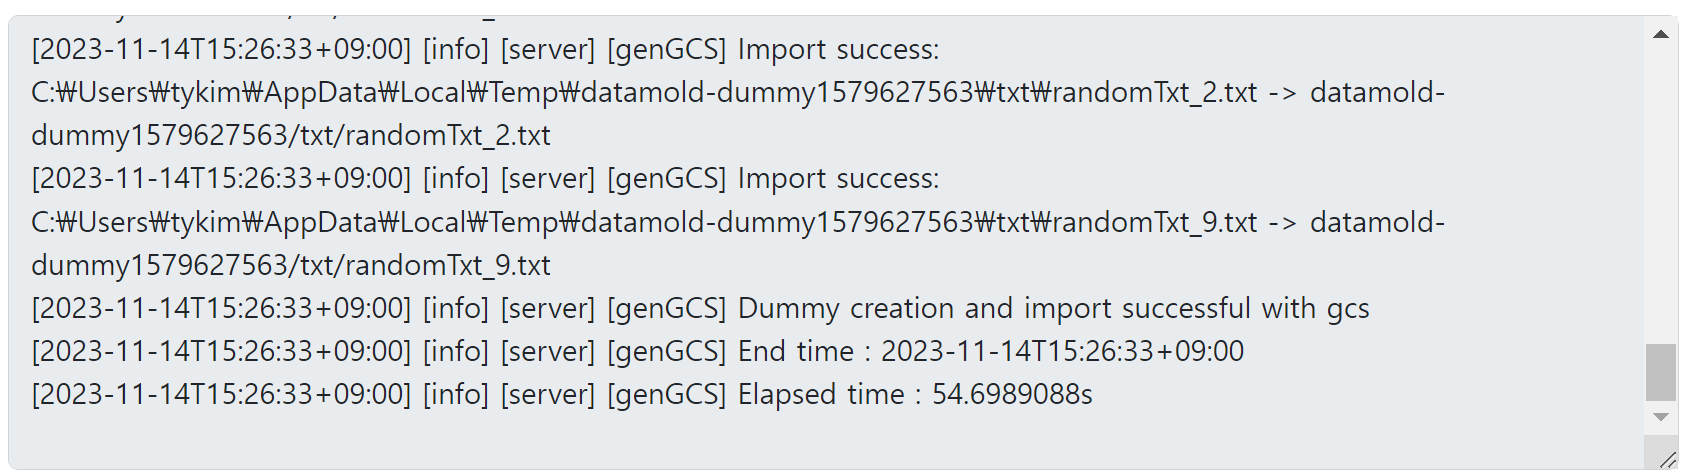 [2023-11-14T15:26:33+09:00] [info] [server] [genGCS] Import success:
C:₩Users₩tykim₩AppData₩Local₩Temp₩datamold-dummy1579627563₩txt₩randomTxt_2.txt -> datamold-
dummy1579627563/txt/randomTxt_2.txt
[2023-11-14T15:26:33+09:00] [info] [server] [genGCS] Import success:
C:₩Users₩tykim₩AppData₩Local₩Temp₩datamold-dummy1579627563₩txt₩randomTxt_9.txt -> datamold-
dummy1579627563/txt/randomTxt_9.txt
[2023-11-14T15:26:33+09:00] [info] [server] [genGCS] Dummy creation and import successful with gcs
[2023-11-14T15:26:33+09:00] [info] [server] [genGCS] End time : 2023-11-14T15:26:33+09:00
[2023-11-14T15:26:33+09:00] [info] [server] [genGCS] Elapsed time : 54.6989088s